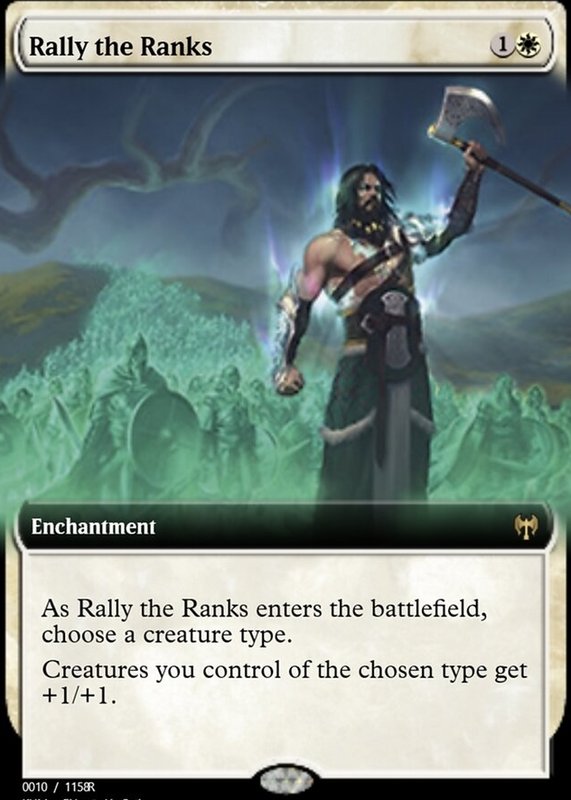 Rally the Ranks
1
Enchantment
As Rally the Ranks enters the battlefield,
choose a creature type.
Creatures you control of the chosen type get
+1/+1.
0010 / 1158R